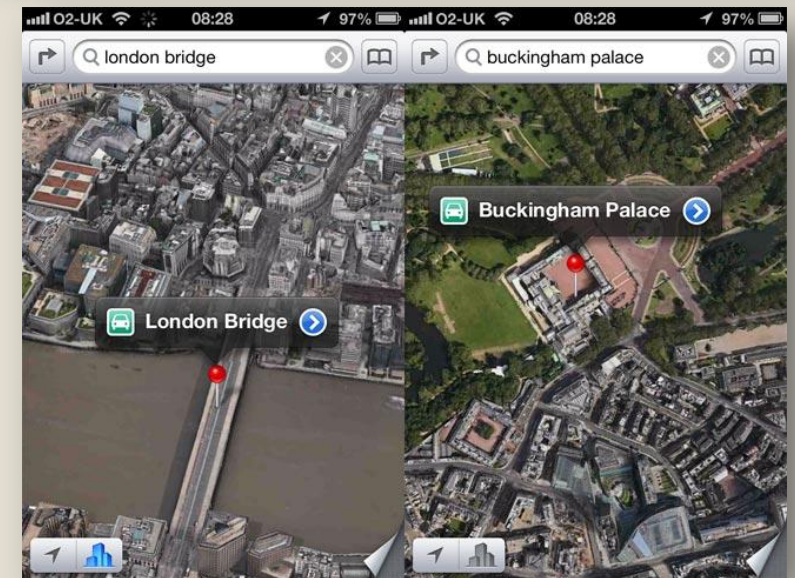 O2-UK 08:28 97%
london bridge
London Bridge
O2-UK 08:28 97%
buckingham palace
Buckingham Palace